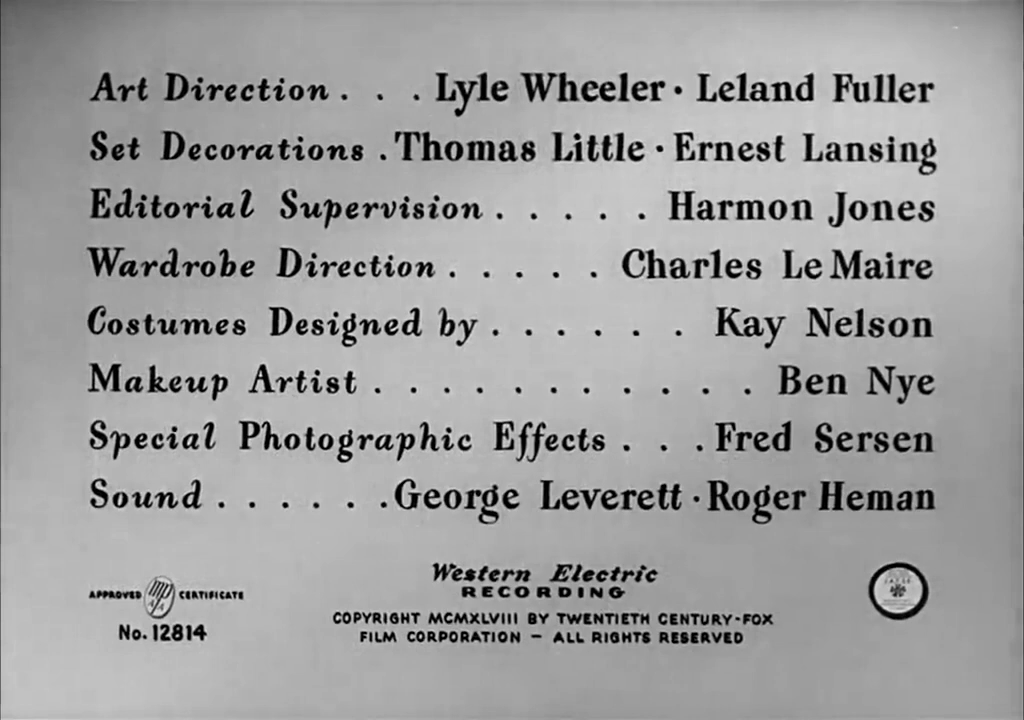 Art Direction . . . Lyle Wheeler · Leland Fuller
Set Decorations . Thomas Little · Ernest Lansing
Editorial Supervision . . . . . Harmon Jones
Wardrobe Direction . . . . . Charles Le Maire
Costumes Designed by . . . . . . Kay Nelson
Makeup Artist . . . . . . . . . . . Ben Nye
Special Photographic Effects . . . Fred Sersen
Sound . . . . . . George Leverett · Roger Heman
Western Electric
RECORDING
APPROVED MPAA CERTIFICATE
No. 12814
COPYRIGHT MCMXLVIII BY TWENTIETH CENTURY-FOX
FILM CORPORATION – ALL RIGHTS RESERVED